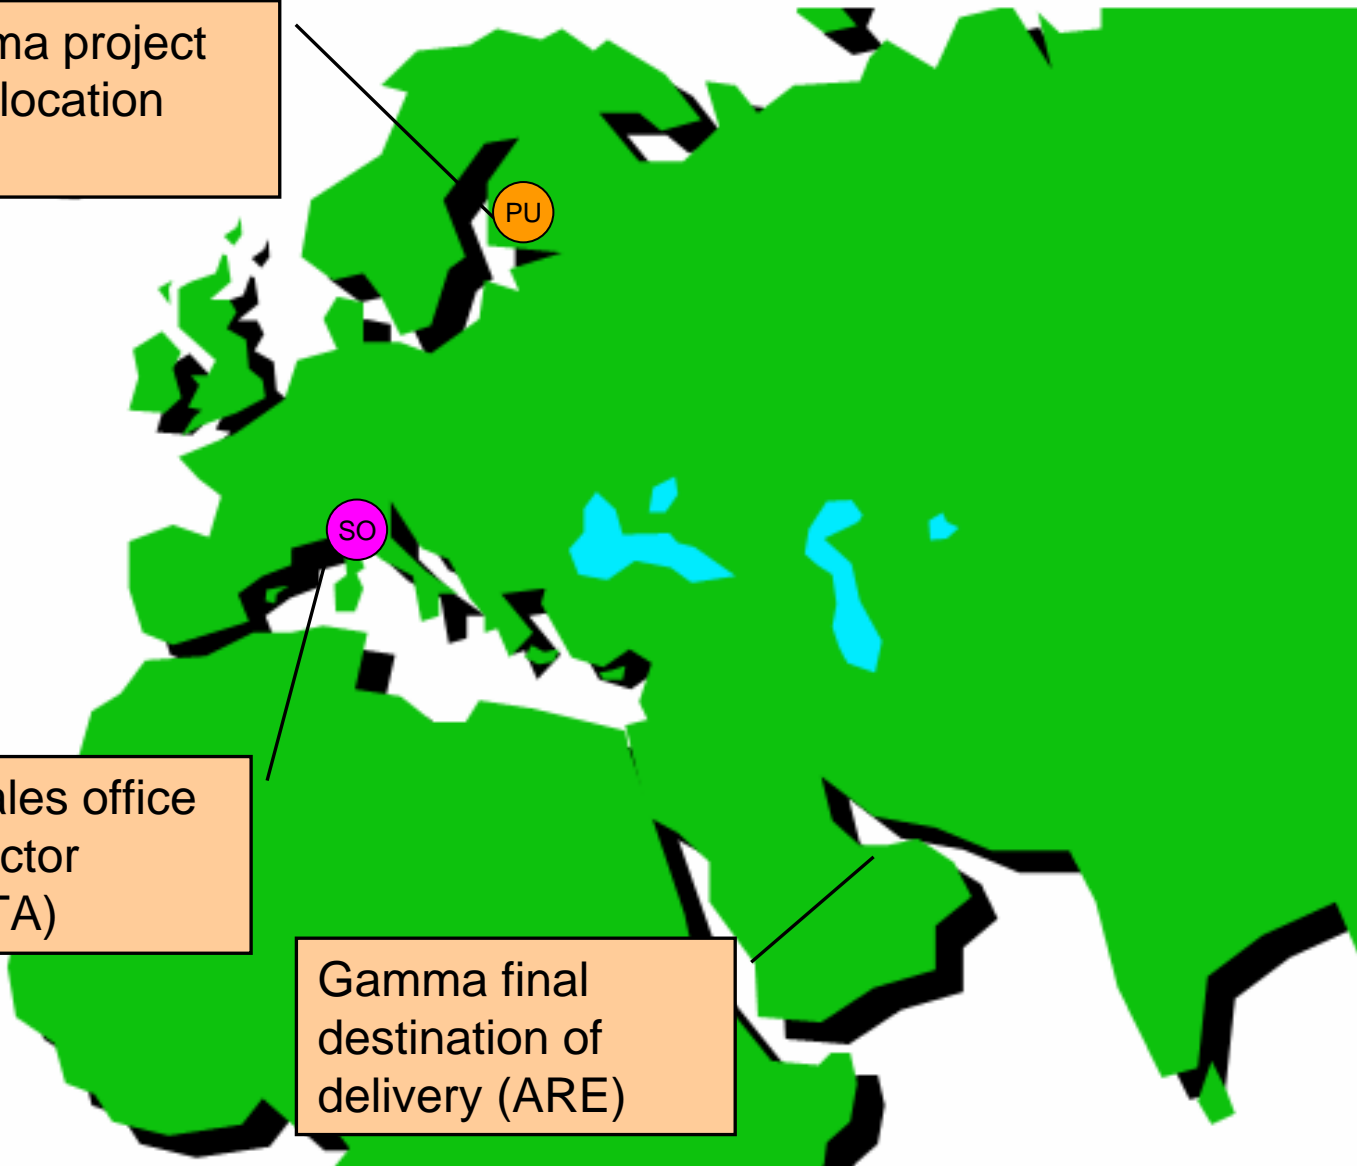 ma project
location
PU
SO
ales office
ctor
TA)
Gamma final
destination of
delivery (ARE)